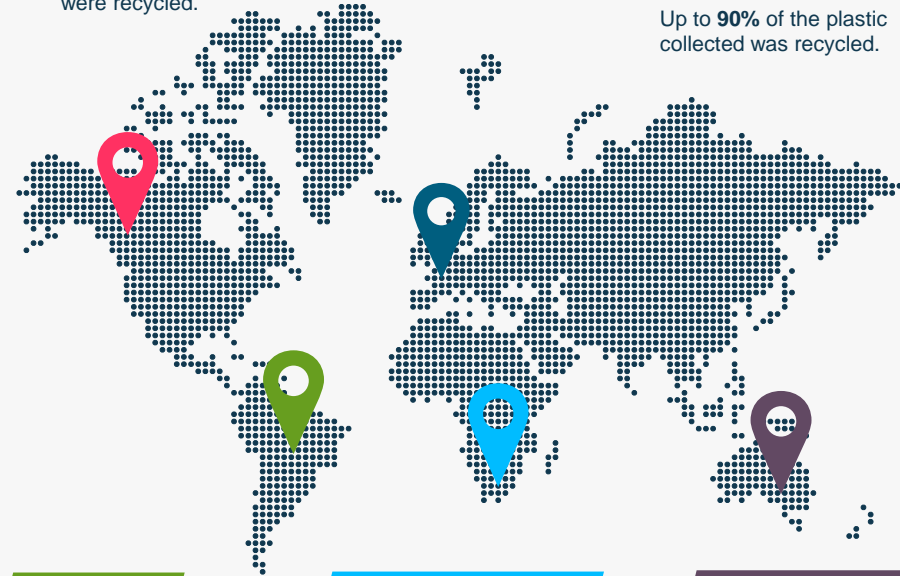 were recycled.
Up to 90% of the plastic
collected was recycled.